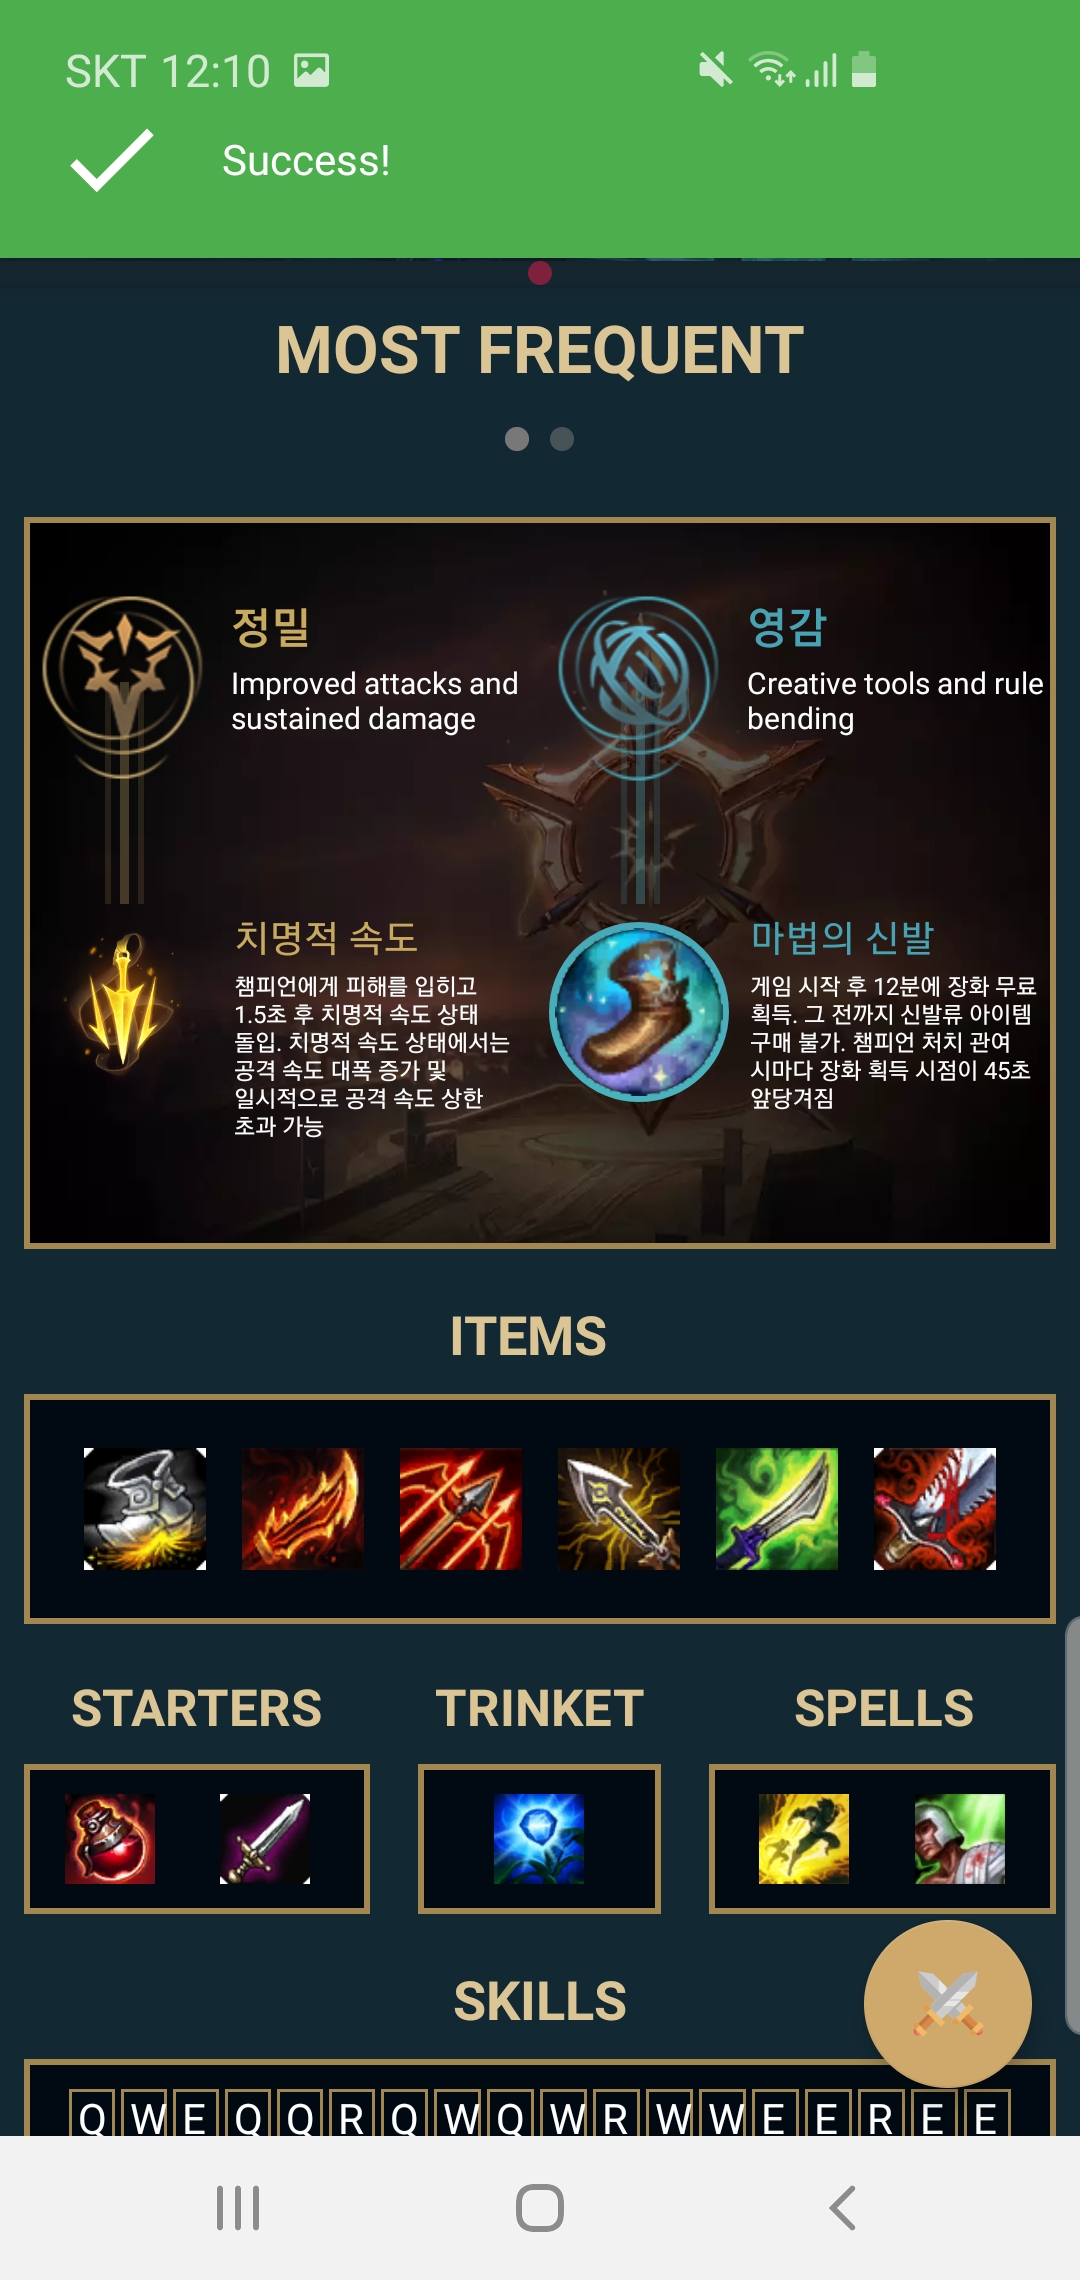 SKT 12:10
Success!
MOST FREQUENT
정밀
Improved attacks and
sustained damage
영감
Creative tools and rule
bending
치명적 속도
챔피언에게 피해를 입히고
1.5초 후 치명적 속도 상태
돌입. 치명적 속도 상태에서는
공격 속도 대폭 증가 및
일시적으로 공격 속도 상한
초과 가능
마법의 신발
게임 시작 후 12분에 장화 무료
획득. 그 전까지 신발류 아이템
구매 불가. 챔피언 처치 관여
시마다 장화 획득 시점이 45초
앞당겨짐
ITEMS
STARTERS TRINKET SPELLS
SKILLS
Q W E Q Q R Q W Q W R W W E E R E E